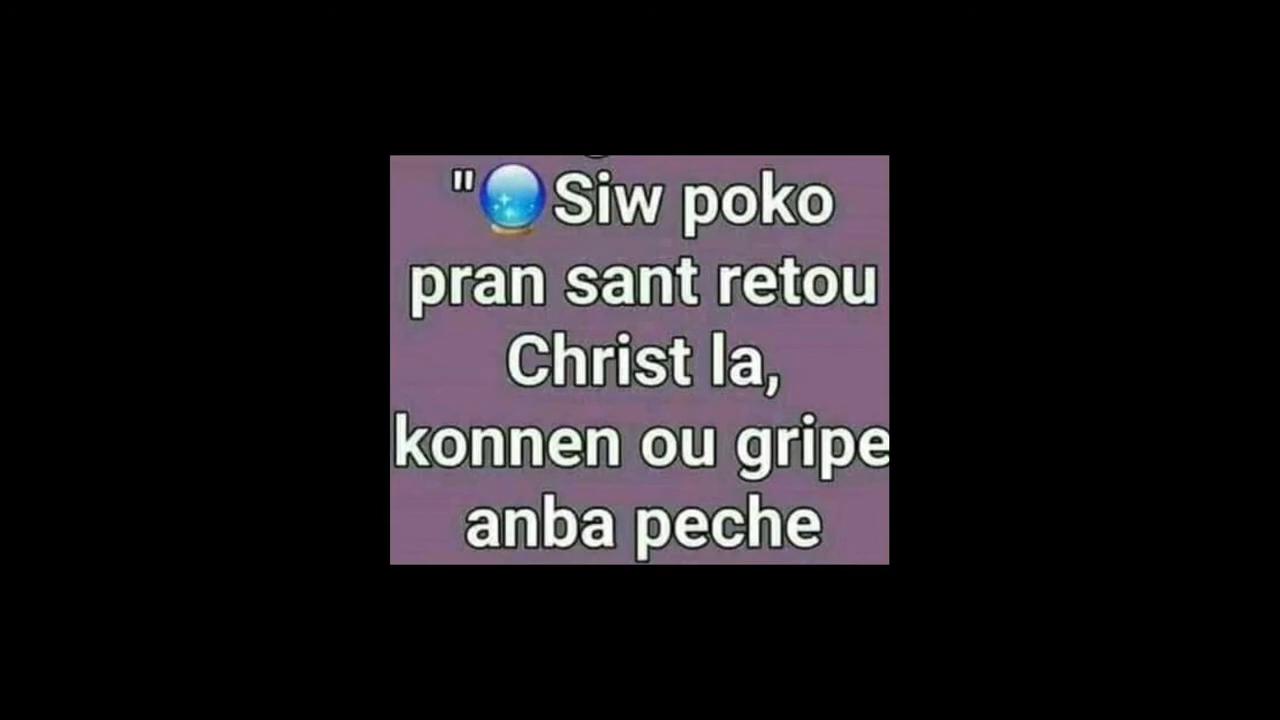 "🔮Siw poko
pran sant retou
Christ la,
konnen ou gripe
anba peche